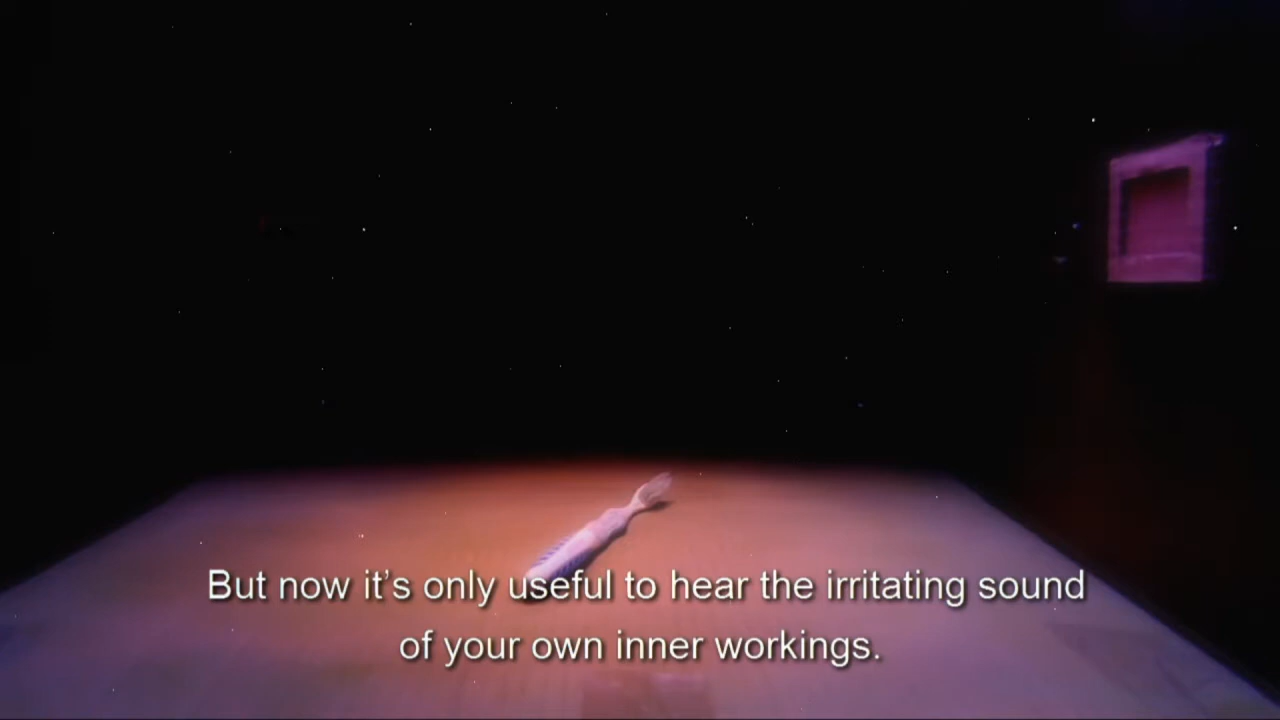 But now it’s only useful to hear the irritating sound
of your own inner workings.